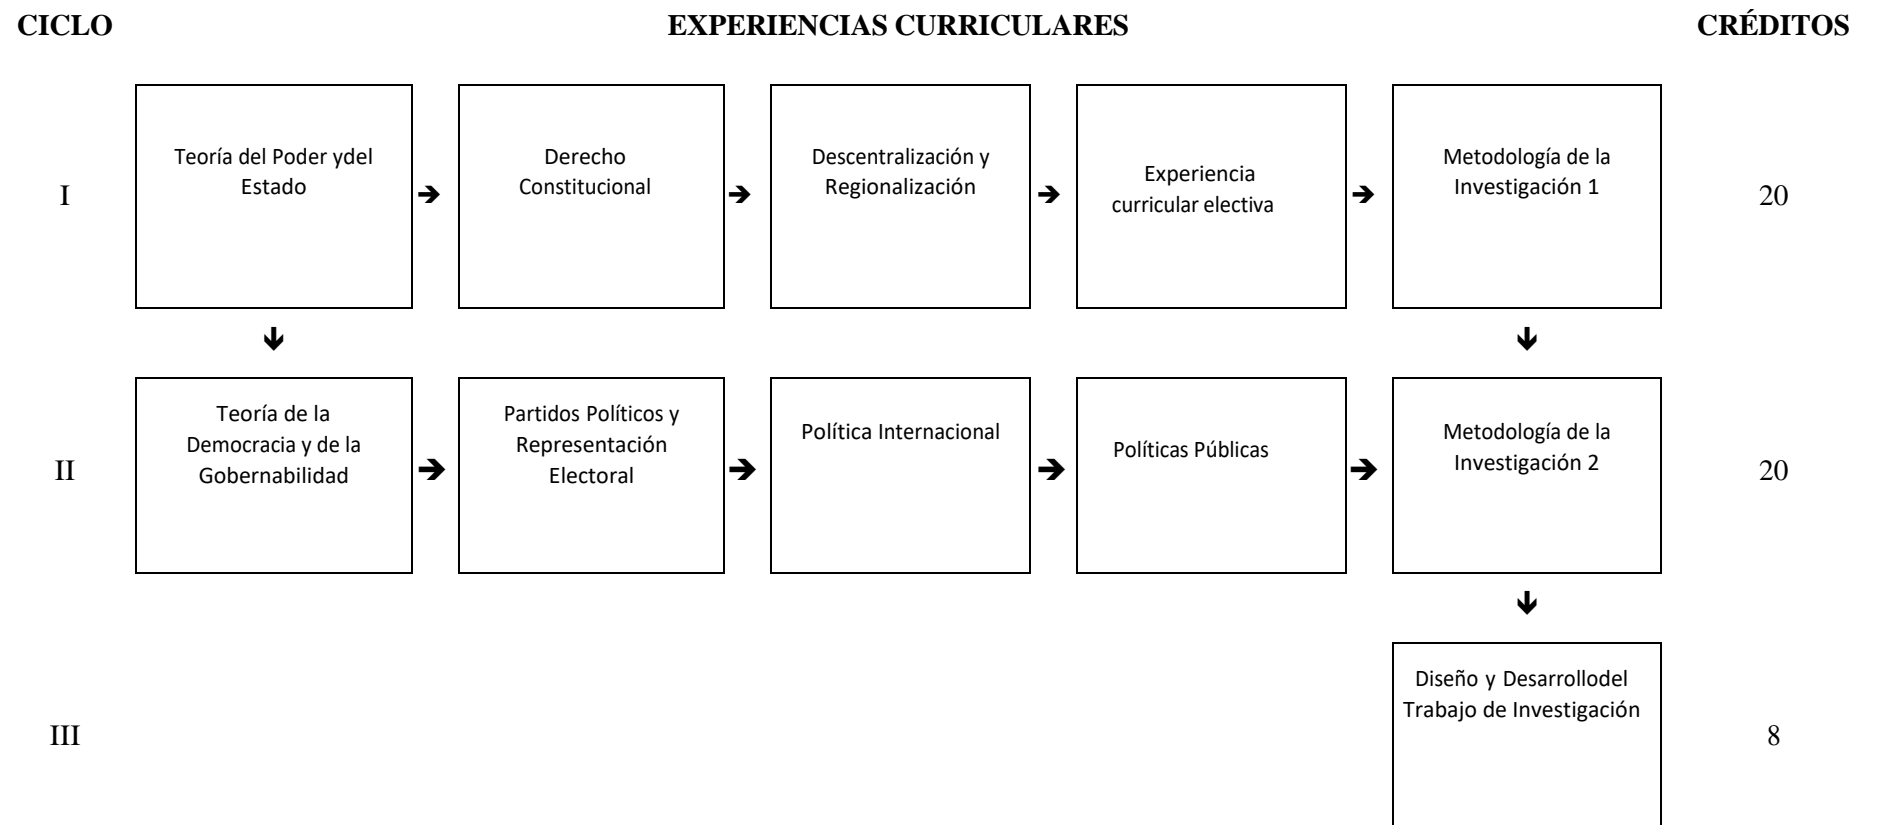 CICLO EXPERIENCIAS CURRICULARES CRÉDITOS
Teoría del Poder ydel
Estado
Derecho
Constitucional
Descentralización y
Regionalización
Experiencia
curricular electiva
Metodología de la
Investigación 1
I
20
Teoría de la
Democracia y de la
Gobernabilidad
Partidos Políticos y
Representación
Electoral
Política Internacional
Políticas Públicas
Metodología de la
Investigación 2
II
20
Diseño y Desarrollodel
Trabajo de Investigación
III
8